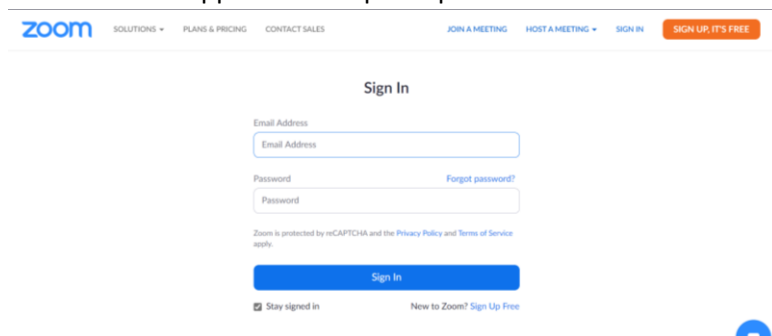 zoom SOLUTIONS PLANS & PRICING CONTACT SALES JOIN A MEETING HOST A MEETING SIGN IN SIGN UP, IT'S FREE
Sign In
Email Address
Email Address
Password Forgot password?
Password
Zoom is protected by reCAPTCHA and the Privacy Policy and Terms of Service
apply.
Sign In
Stay signed in New to Zoom? Sign Up Free